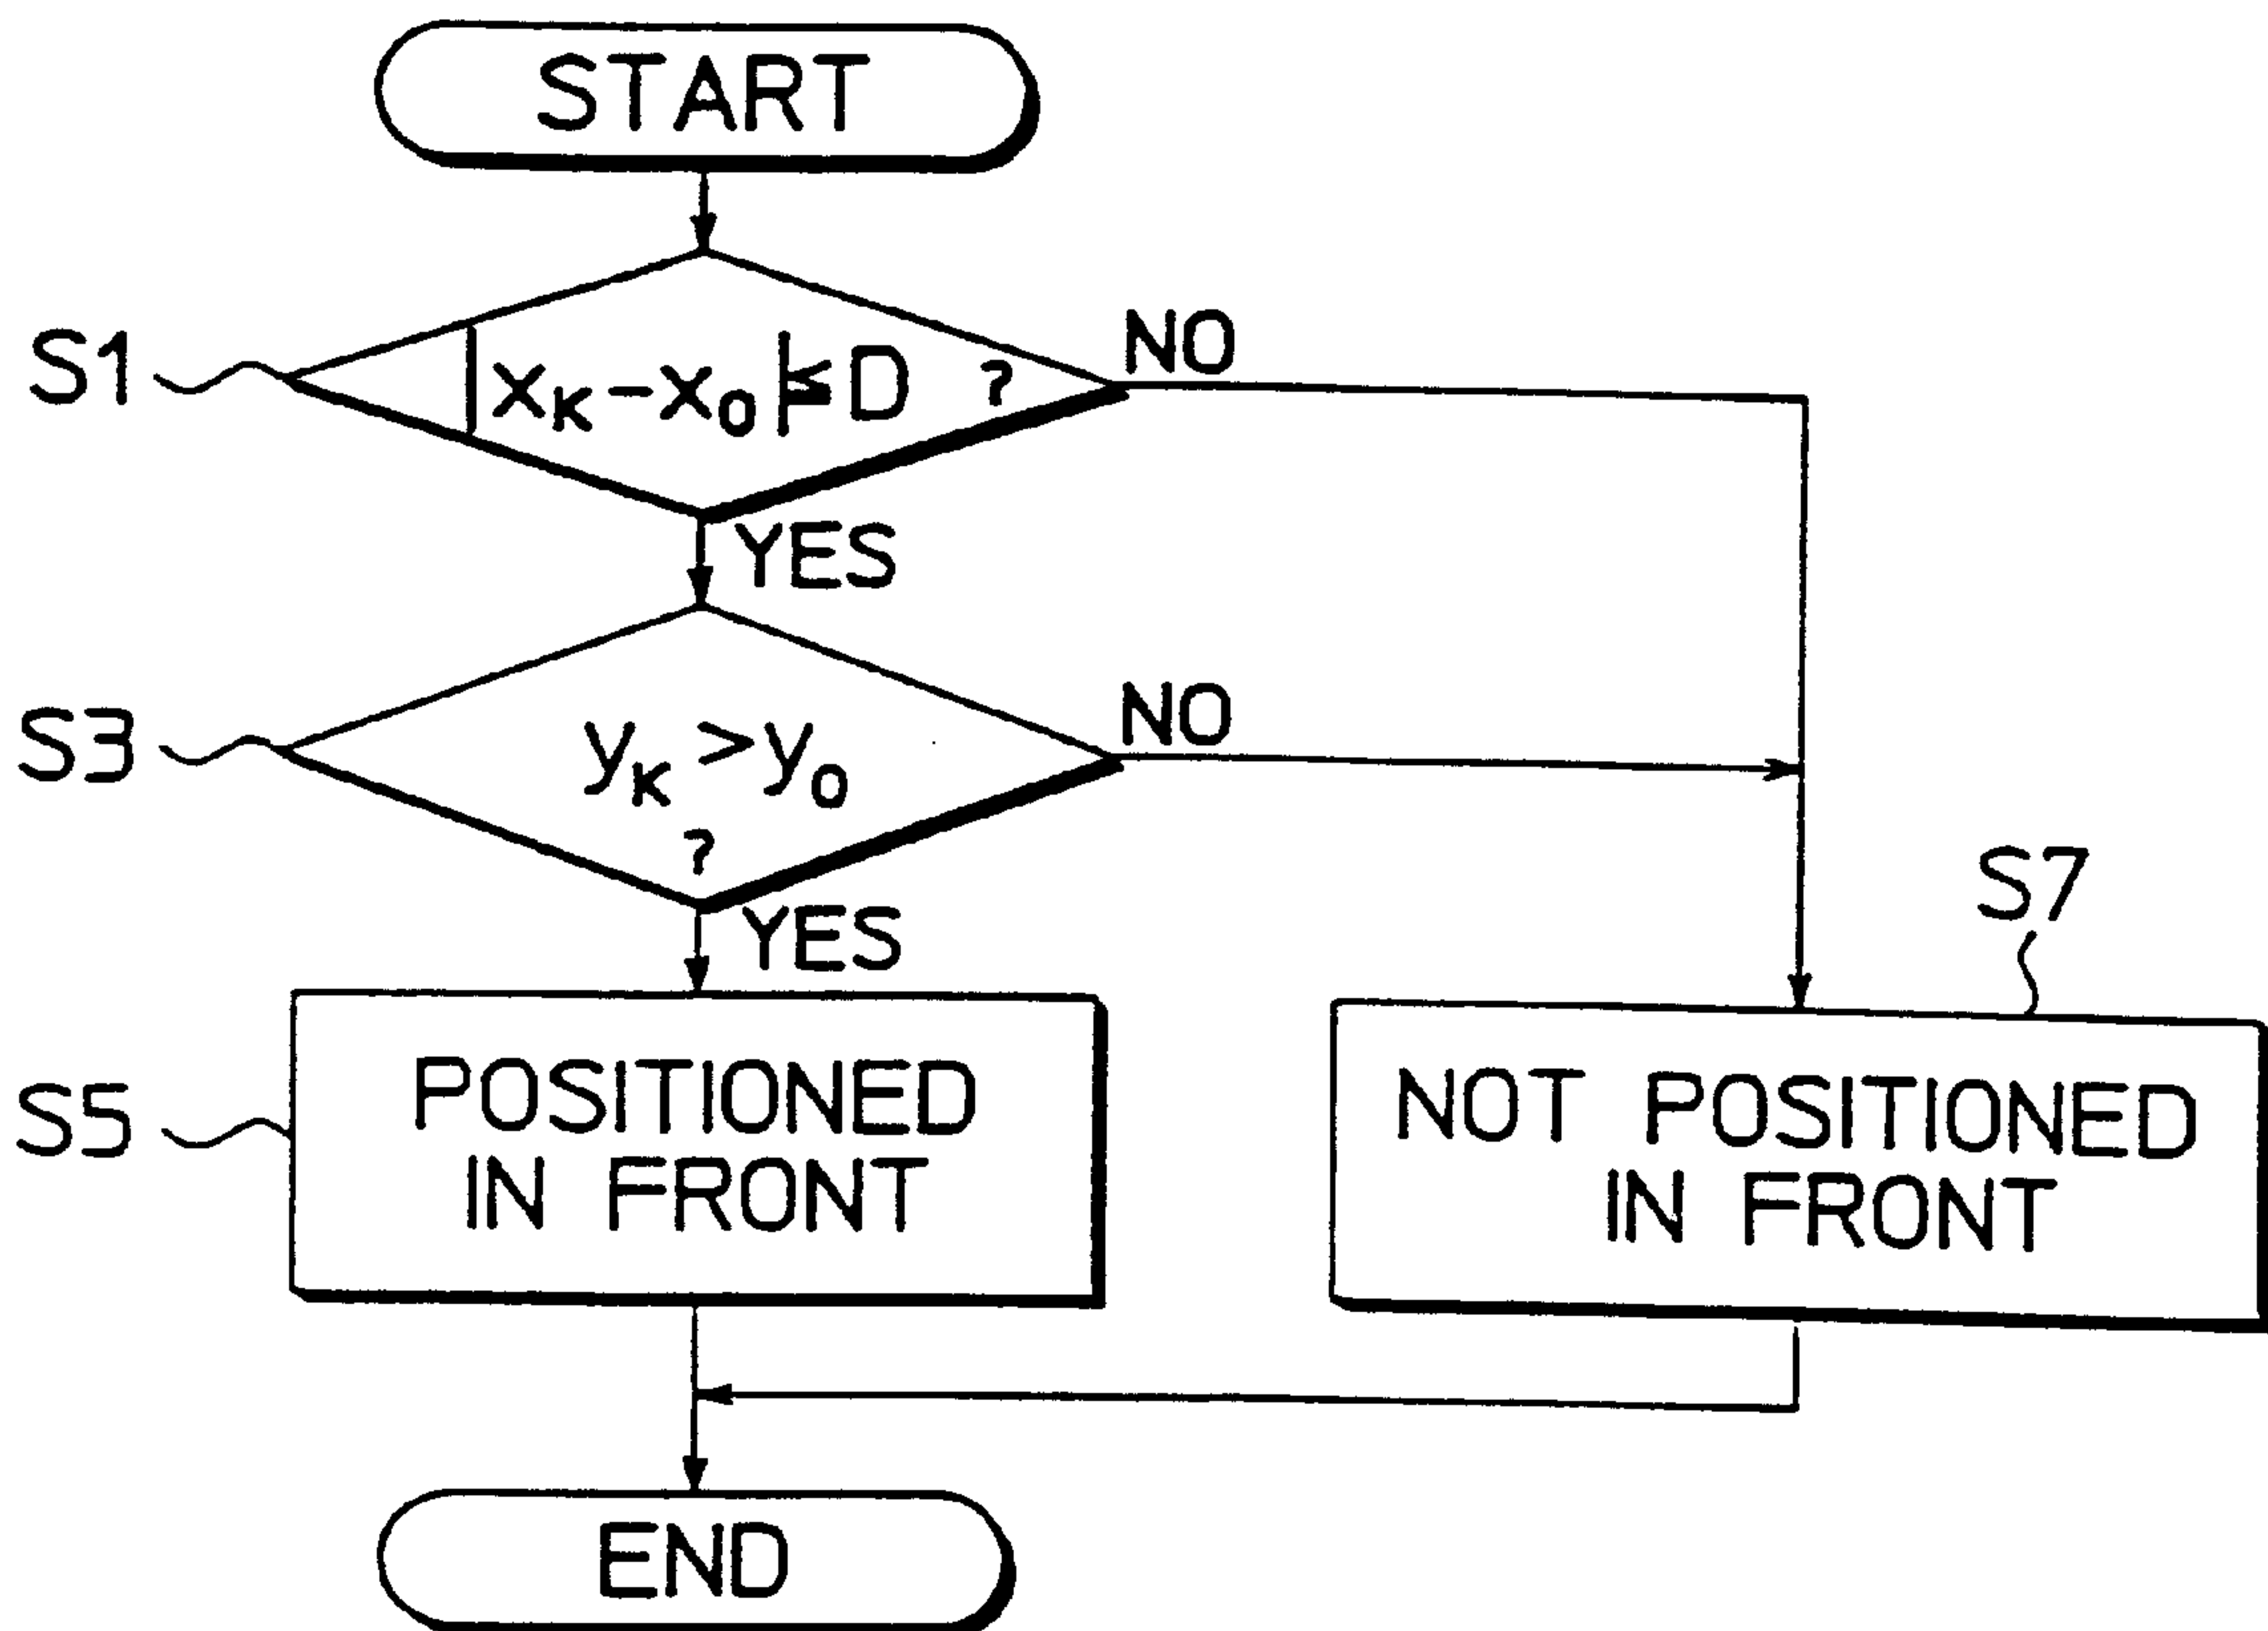 START
S1
|xK-x0|≦D ?
NO
YES
S3
yK>y0
?
NO
YES
S5
POSITIONED
IN FRONT
S7
NOT POSITIONED
IN FRONT
END